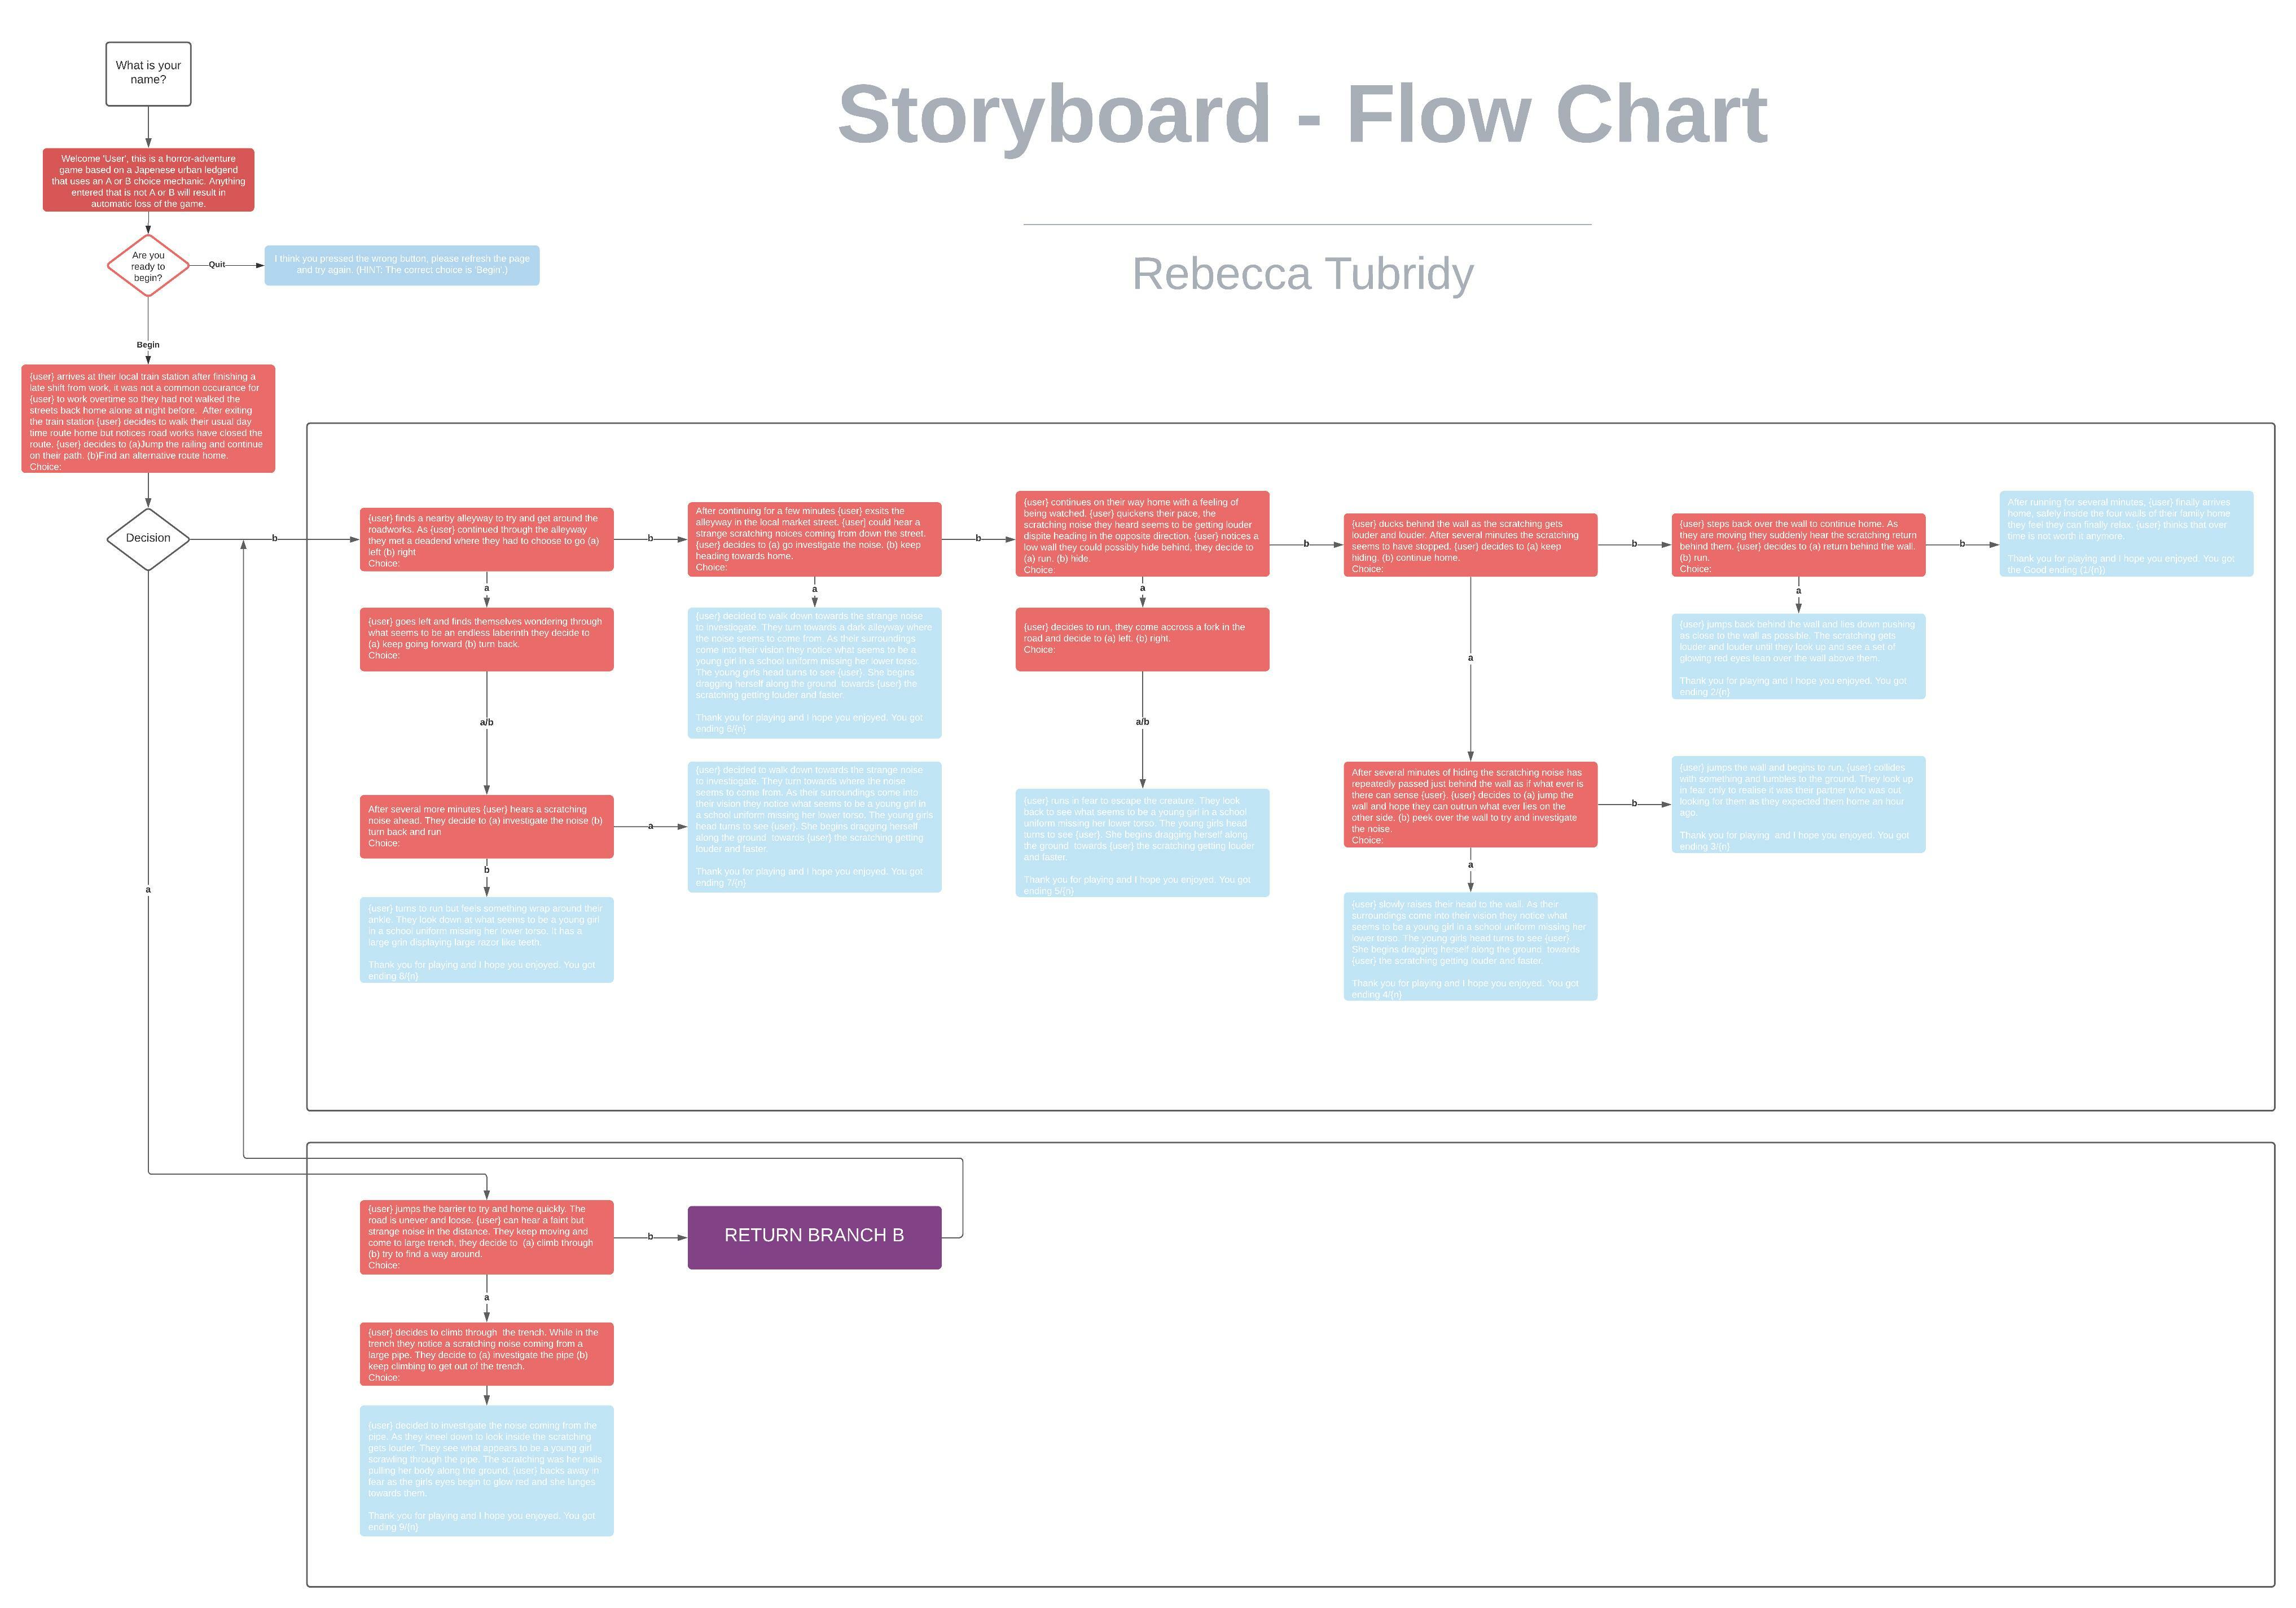 What is your
name?
Storyboard - Flow Chart
Rebecca Tubridy
Welcome 'User', this is a horror-adventure
game based on a Japenese urban ledgend
that uses an A or B choice mechanic. Anything
entered that is not A or B will result in
automatic loss of the game.
Are you
ready to
begin?
Quit
I think you pressed the wrong button, please refresh the page
and try again. (HINT; The correct choice is 'Begin'.)
Begin
{user} arrives at their local train station after finishing a
late shift from work, it was not a common occurance for
{user} to work overtime so they had not walked the
streets back home alone at night before. After exiting
the train station {user} decides to walk their usual day
time route home but notices road works have closed the
route. {user} decides to (a)Jump the railing and continue
on their path. (b)Find an alternative route home.
Choice:
Decision
b
{user} finds a nearby alleyway to try and get around the
roadworks. As {user} continued through the alleyway
they met a deadend where they had to choose to go (a)
left (b) right
Choice:
b
After continuing for a few minutes {user} exsits the
alleyway in the local market street. {user] could hear a
strange scratching noices coming from down the street.
{user} decides to (a) go investigate the noise. (b) keep
heading towards home.
Choice:
b
{user} continues on their way home with a feeling of
being watched. {user} quickens their pace, the
scratching noise they heard seems to be getting louder
dispite heading in the opposite direction. {user} notices a
low wall they could possibly hide behind, they decide to
(a) run. (b) hide.
Choice:
b
{user} ducks behind the wall as the scratching gets
louder and louder. After several minutes the scratching
seems to have stopped. {user} decides to (a) keep
hiding. (b) continue home.
Choice:
b
{user} steps back over the wall to continue home. As
they are moving they suddenly hear the scratching return
behind them. {user} decides to (a) return behind the wall.
(b) run.
Choice:
b
After running for several minutes, {user} finally arrives
home, safely inside the four walls of their family home
they feel they can finally relax. {user} thinks that over
time is not worth it anymore.
Thank you for playing and I hope you enjoyed. You got
the Good ending (1/{n})
a
{user} goes left and finds themselves wondering through
what seems to be an endless laberinth they decide to
(a) keep going forward (b) turn back.
Choice:
a
{user} decided to walk down towards the strange noise
to investiogate. They turn towards a dark alleyway where
the noise seems to come from. As their surroundings
come into their vision they notice what seems to be a
young girl in a school uniform missing her lower torso.
The young girls head turns to see {user}. She begins
dragging herself along the ground towards {user} the
scratching getting louder and faster.
Thank you for playing and I hope you enjoyed. You got
ending 6/{n}
a
{user} decides to run, they come accross a fork in the
road and decide to (a) left. (b) right.
Choice:
a
a
{user} jumps back behind the wall and lies down pushing
as close to the wall as possible. The scratching gets
louder and louder until they look up and see a set of
glowing red eyes lean over the wall above them.
Thank you for playing and I hope you enjoyed. You got
ending 2/{n}
a/b
After several more minutes {user} hears a scratching
noise ahead. They decide to (a) investigate the noise (b)
turn back and run
Choice:
a
{user} decided to walk down towards the strange noise
to investiogate. They turn towards where the noise
seems to come from. As their surroundings come into
their vision they notice what seems to be a young girl in
a school uniform missing her lower torso. The young girls
head turns to see {user}. She begins dragging herself
along the ground towards {user} the scratching getting
louder and faster.
Thank you for playing and I hope you enjoyed. You got
ending 7/{n}
a/b
{user} runs in fear to escape the creature. They look
back to see what seems to be a young girl in a school
uniform missing her lower torso. The young girls head
turns to see {user}. She begins dragging herself along
the ground towards {user} the scratching getting louder
and faster.
Thank you for playing and I hope you enjoyed. You got
ending 5/{n}
After several minutes of hiding the scratching noise has
repeatedly passed just behind the wall as if what ever is
there can sense {user}. {user} decides to (a) jump the
wall and hope they can outrun what ever lies on the
other side. (b) peek over the wall to try and investigate
the noise.
Choice:
b
{user} jumps the wall and begins to run. {user} collides
with something and tumbles to the ground. They look up
in fear only to realise it was their partner who was out
looking for them as they expected them home an hour
ago.
Thank you for playing and I hope you enjoyed. You got
ending 3/{n}
b
{user} turns to run but feels something wrap around their
ankle. They look down at what seems to be a young girl
in a school uniform missing her lower torso. It has a
large grin displaying large razor like teeth.
Thank you for playing and I hope you enjoyed. You got
ending 8/{n}
a
{user} slowly raises their head to the wall. As their
surroundings come into their vision they notice what
seems to be a young girl in a school uniform missing her
lower torso. The young girls head turns to see {user}.
She begins dragging herself along the ground towards
{user} the scratching getting louder and faster.
Thank you for playing and I hope you enjoyed. You got
ending 4/{n}
a
{user} jumps the barrier to try and home quickly. The
road is unever and loose. {user} can hear a faint but
strange noise in the distance. They keep moving and
come to large trench, they decide to (a) climb through
(b) try to find a way around.
Choice:
b
RETURN BRANCH B
a
{user} decides to climb through the trench. While in the
trench they notice a scratching noise coming from a
large pipe. They decide to (a) investigate the pipe (b)
keep climbing to get out of the trench.
Choice:
{user} decided to investigate the noise coming from the
pipe. As they kneel down to look inside the scratching
gets louder. They see what appears to be a young girl
scrawling through the pipe. The scratching was her nails
pulling her body along the ground. {user} backs away in
fear as the girls eyes begin to glow red and she lunges
towards them.
Thank you for playing and I hope you enjoyed. You got
ending 9/{n}